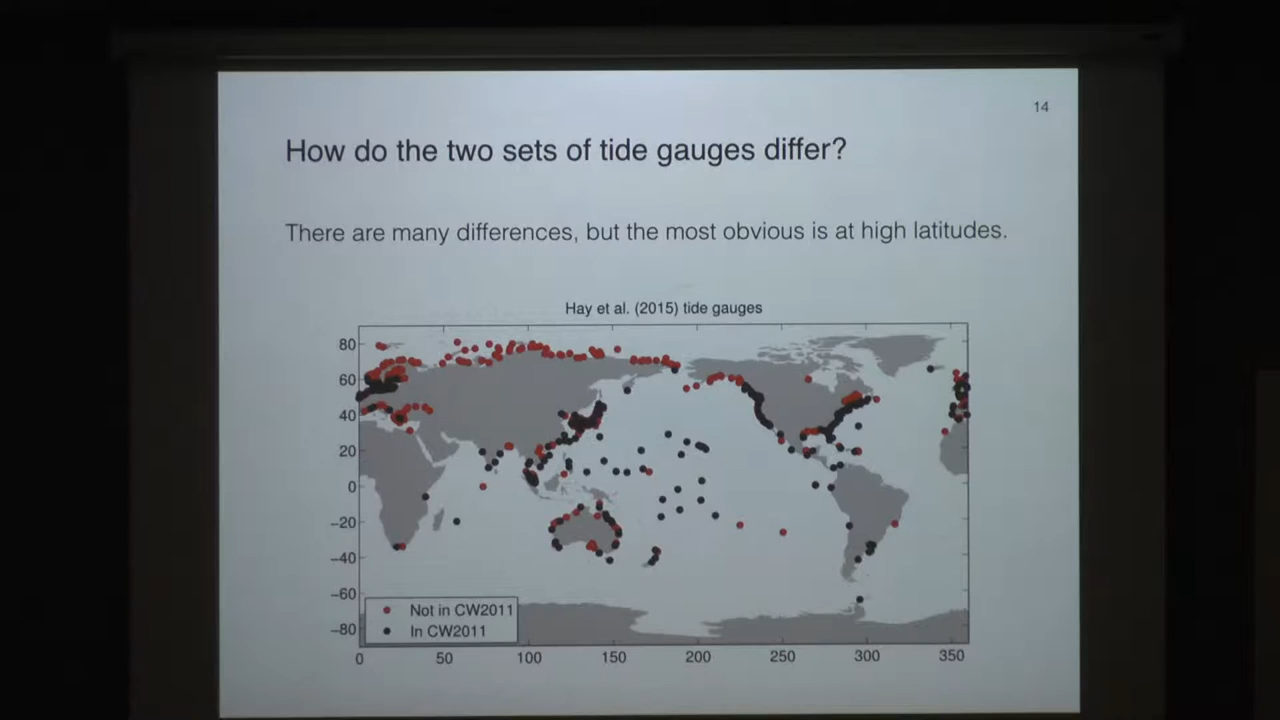 14
How do the two sets of tide gauges differ?
There are many differences, but the most obvious is at high latitudes.
Hay et al. (2015) tide gauges
80
60
40
20
0
−20
−40
−60
−80
Not in CW2011
In CW2011
0 50 100 150 200 250 300 350